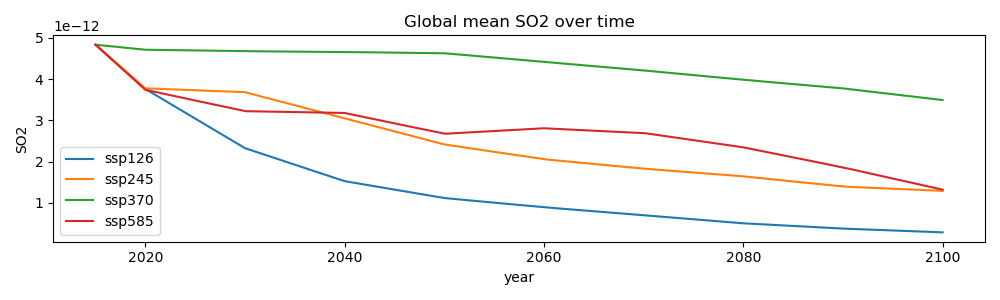 Global mean SO2 over time
1e−12
5
4
3
2
1
SO2
ssp126
ssp245
ssp370
ssp585
2020 2040 2060 2080 2100
year